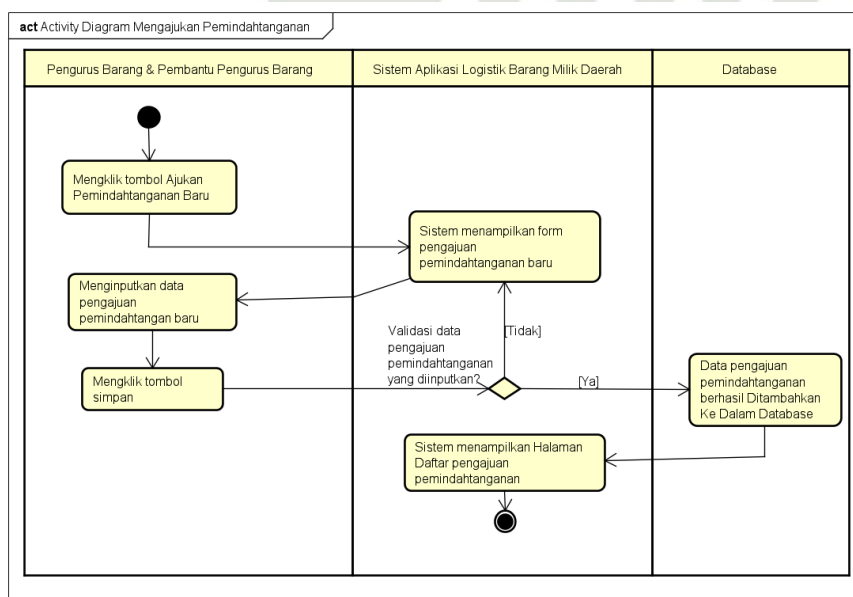 act Activity Diagram Mengajukan Pemindahtanganan
Pengurus Barang & Pembantu Pengurus Barang
Sistem Aplikasi Logistik Barang Milik Daerah
Database
Mengklik tombol Ajukan
Pemindahtanganan Baru
Sistem menampilkan form
pengajuan
pemindahtanganan baru
Menginputkan data
pengajuan
pemindahtangan baru
Mengklik tombol
simpan
Validasi data
pengajuan
pemindahtanganan
yang diinputkan?
[Tidak]
[Ya]
Data pengajuan
pemindahtanganan
berhasil Ditambahkan
Ke Dalam Database
Sistem menampilkan Halaman
Daftar pengajuan
pemindahtanganan